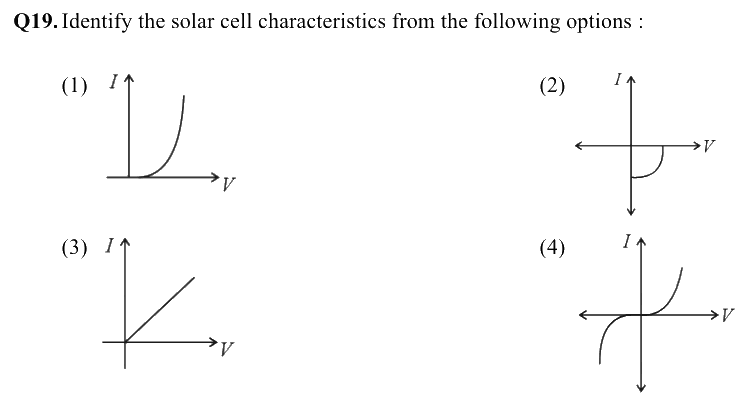 Q19. Identify the solar cell characteristics from the following options :
(1) I
V
(2) I
V
(3) I
V
(4) I
V